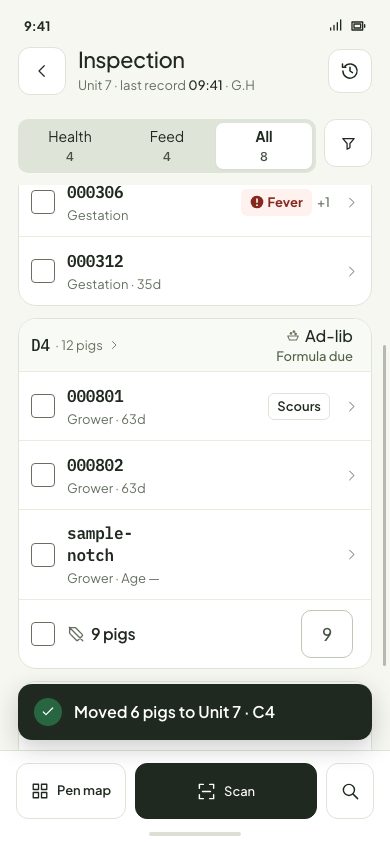 9:41
Inspection
Unit 7 · last record 09:41 · G.H
Health
4
Feed
4
All
8
000306
Gestation
Fever
+1
000312
Gestation · 35d
D4 · 12 pigs
Ad-lib
Formula due
000801
Grower · 63d
Scours
000802
Grower · 63d
sample-
notch
Grower · Age —
9 pigs
9
Moved 6 pigs to Unit 7 · C4
Pen map
Scan